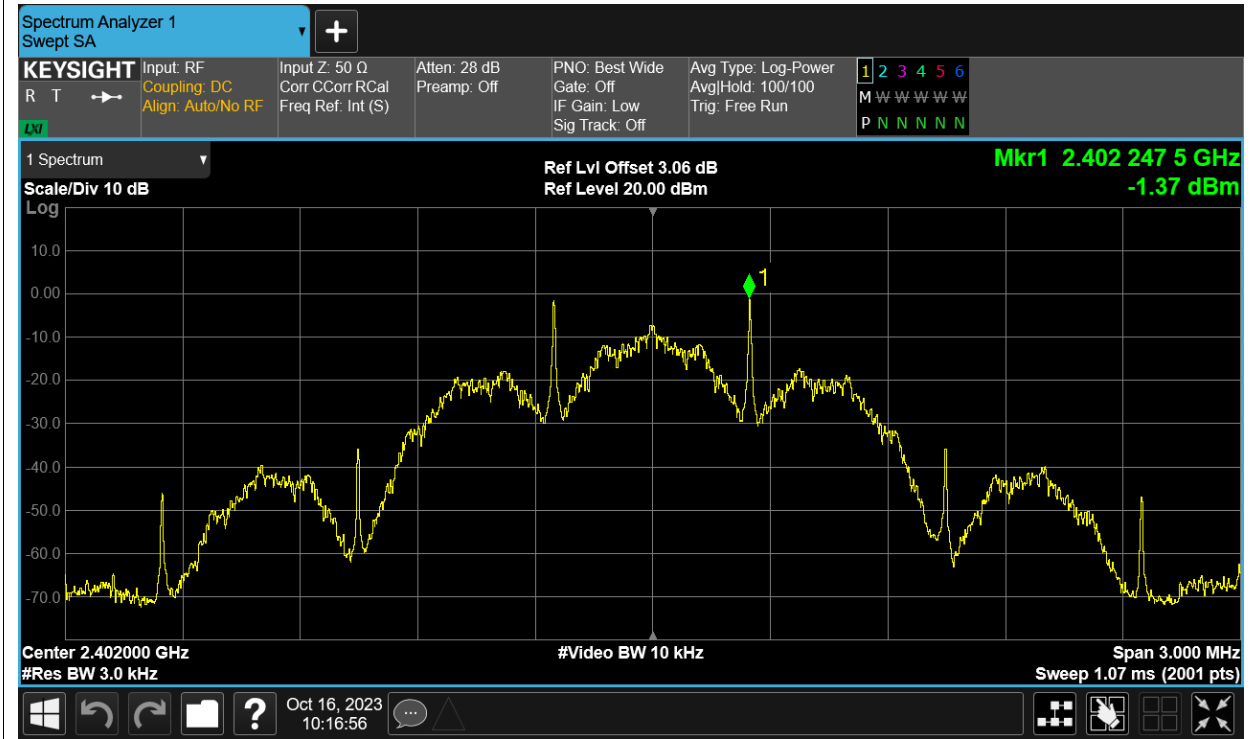 Spectrum Analyzer 1
Swept SA
KEYSIGHT
R T
LXI
Input: RF
Coupling: DC
Align: Auto/No RF
Input Z: 50 Ω
Corr CCorr RCal
Freq Ref: Int (S)
Atten: 28 dB
Preamp: Off
PNO: Best Wide
Gate: Off
IF Gain: Low
Sig Track: Off
Avg Type: Log-Power
Avg|Hold: 100/100
Trig: Free Run
1 2 3 4 5 6
M W W W W W W
P N N N N N N
1 Spectrum
Scale/Div 10 dB
Log
Ref Lvl Offset 3.06 dB
Ref Level 20.00 dBm
Mkr1 2.402 247 5 GHz
-1.37 dBm
10.0
0.00
-10.0
-20.0
-30.0
-40.0
-50.0
-60.0
-70.0
1
Center 2.402000 GHz
#Res BW 3.0 kHz
#Video BW 10 kHz
Span 3.000 MHz
Sweep 1.07 ms (2001 pts)
?
Oct 16, 2023
10:16:56